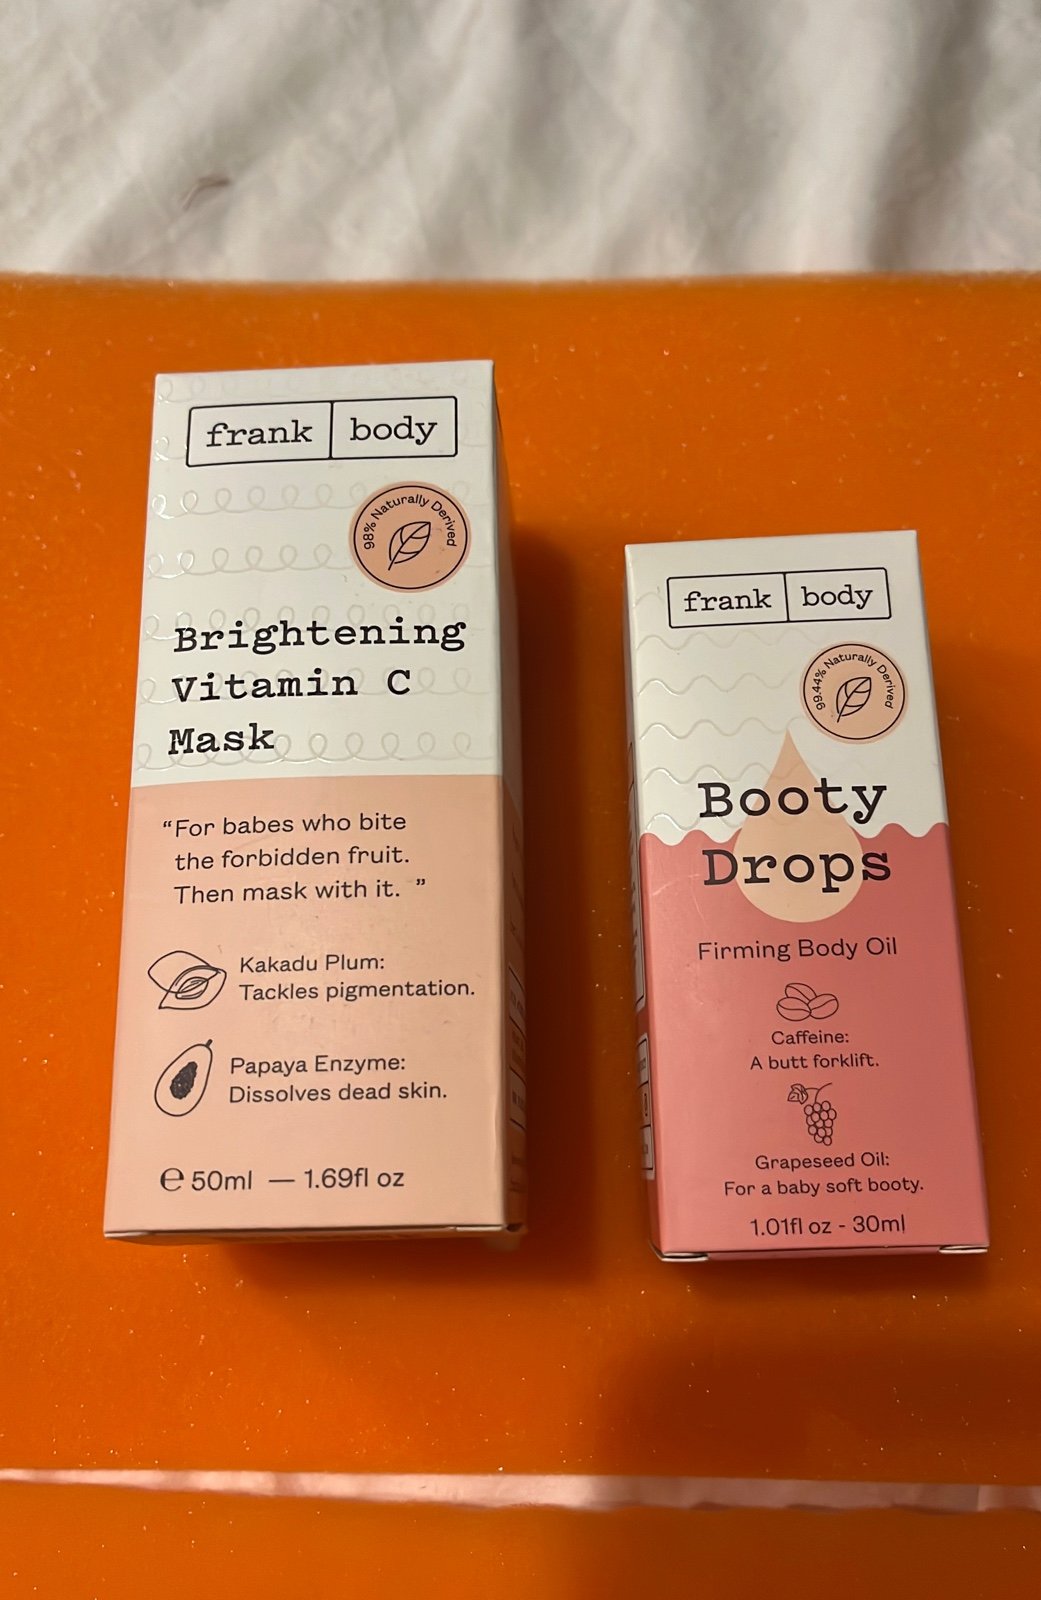 frank body
98% Naturally Derived
Brightening
Vitamin C
Mask
“For babes who bite
the forbidden fruit.
Then mask with it. ”
Kakadu Plum:
Tackles pigmentation.
Papaya Enzyme:
Dissolves dead skin.
℮ 50ml — 1.69fl oz
frank body
99.44% Naturally Derived
Booty
Drops
Firming Body Oil
Caffeine:
A butt forklift.
Grapeseed Oil:
For a baby soft booty.
1.01fl oz - 30ml